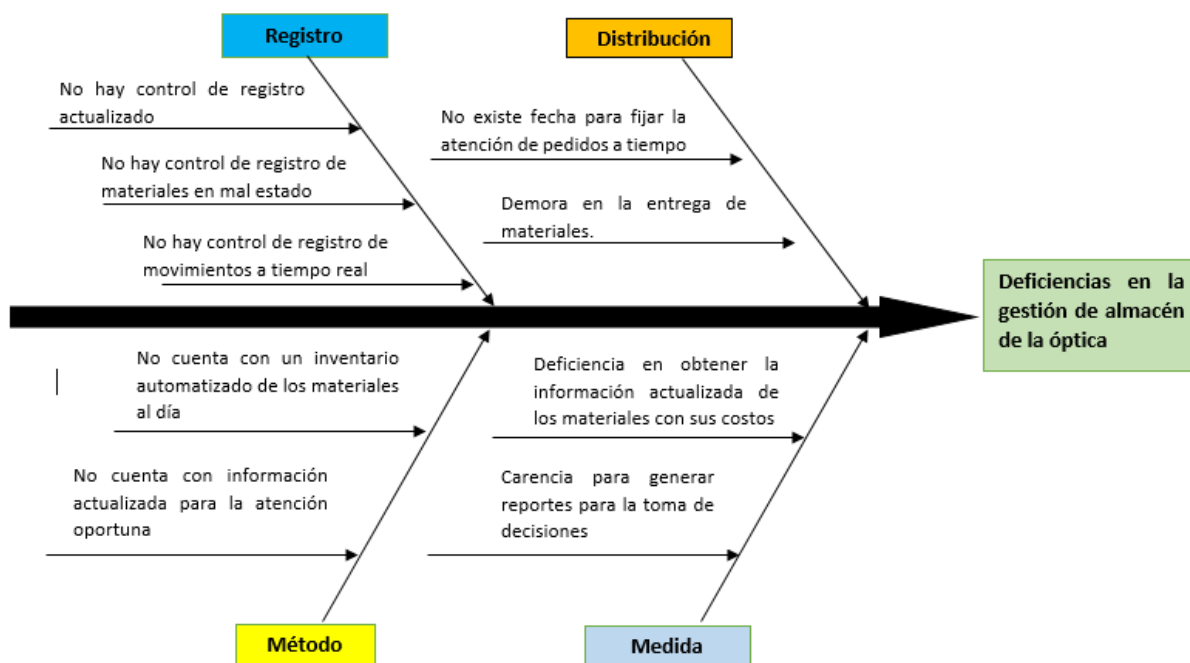 Registro
Distribución
No hay control de registro
actualizado
No existe fecha para fijar la
atención de pedidos a tiempo
No hay control de registro de
materiales en mal estado
Demora en la entrega de
materiales.
No hay control de registro de
movimientos a tiempo real
Deficiencias en la
gestión de almacén
de la óptica
No cuenta con un inventario
automatizado de los materiales
al día
Deficiencia en obtener la
información actualizada de
los materiales con sus costos
No cuenta con información
actualizada para la atención
oportuna
Carencia para generar
reportes para la toma de
decisiones
Método
Medida